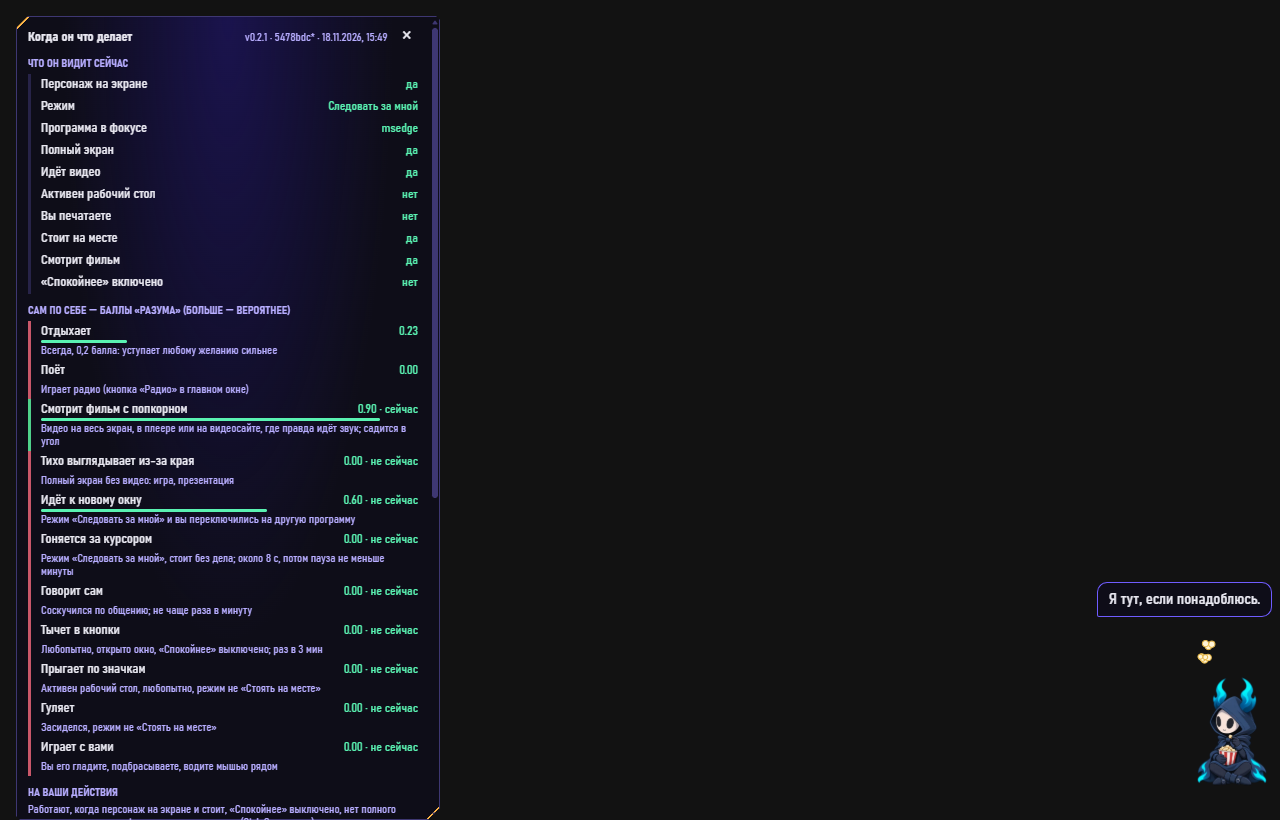 Когда он что делает
v0.2.1 · 5478bdc* · 18.11.2026, 15:49
×
ЧТО ОН ВИДИТ СЕЙЧАС
Персонаж на экране да
Режим Следовать за мной
Программа в фокусе msedge
Полный экран да
Идёт видео да
Активен рабочий стол нет
Вы печатаете нет
Стоит на месте да
Смотрит фильм да
«Спокойнее» включено нет
САМ ПО СЕБЕ — БАЛЛЫ «РАЗУМА» (БОЛЬШЕ — ВЕРОЯТНЕЕ)
Отдыхает 0.23
Всегда, 0,2 балла: уступает любому желанию сильнее
Поёт 0.00
Играет радио (кнопка «Радио» в главном окне)
Смотрит фильм с попкорном 0.90 · сейчас
Видео на весь экран, в плеере или на видеосайте, где правда идёт звук; садится в
угол
Тихо выглядывает из-за края 0.00 · не сейчас
Полный экран без видео: игра, презентация
Идёт к новому окну 0.60 · не сейчас
Режим «Следовать за мной» и вы переключились на другую программу
Гоняется за курсором 0.00 · не сейчас
Режим «Следовать за мной», стоит без дела; около 8 с, потом пауза не меньше
минуты
Говорит сам 0.00 · не сейчас
Соскучился по общению; не чаще раза в минуту
Тычет в кнопки 0.00 · не сейчас
Любопытно, открыто окно, «Спокойнее» выключено; раз в 3 мин
Прыгает по значкам 0.00 · не сейчас
Активен рабочий стол, любопытно, режим не «Стоять на месте»
Гуляет 0.00 · не сейчас
Засиделся, режим не «Стоять на месте»
Играет с вами 0.00 · не сейчас
Вы его гладите, подбрасываете, водите мышью рядом
НА ВАШИ ДЕЙСТВИЯ
Работают, когда персонаж на экране и стоит, «Спокойнее» выключено, нет полного
Я тут, если понадоблюсь.